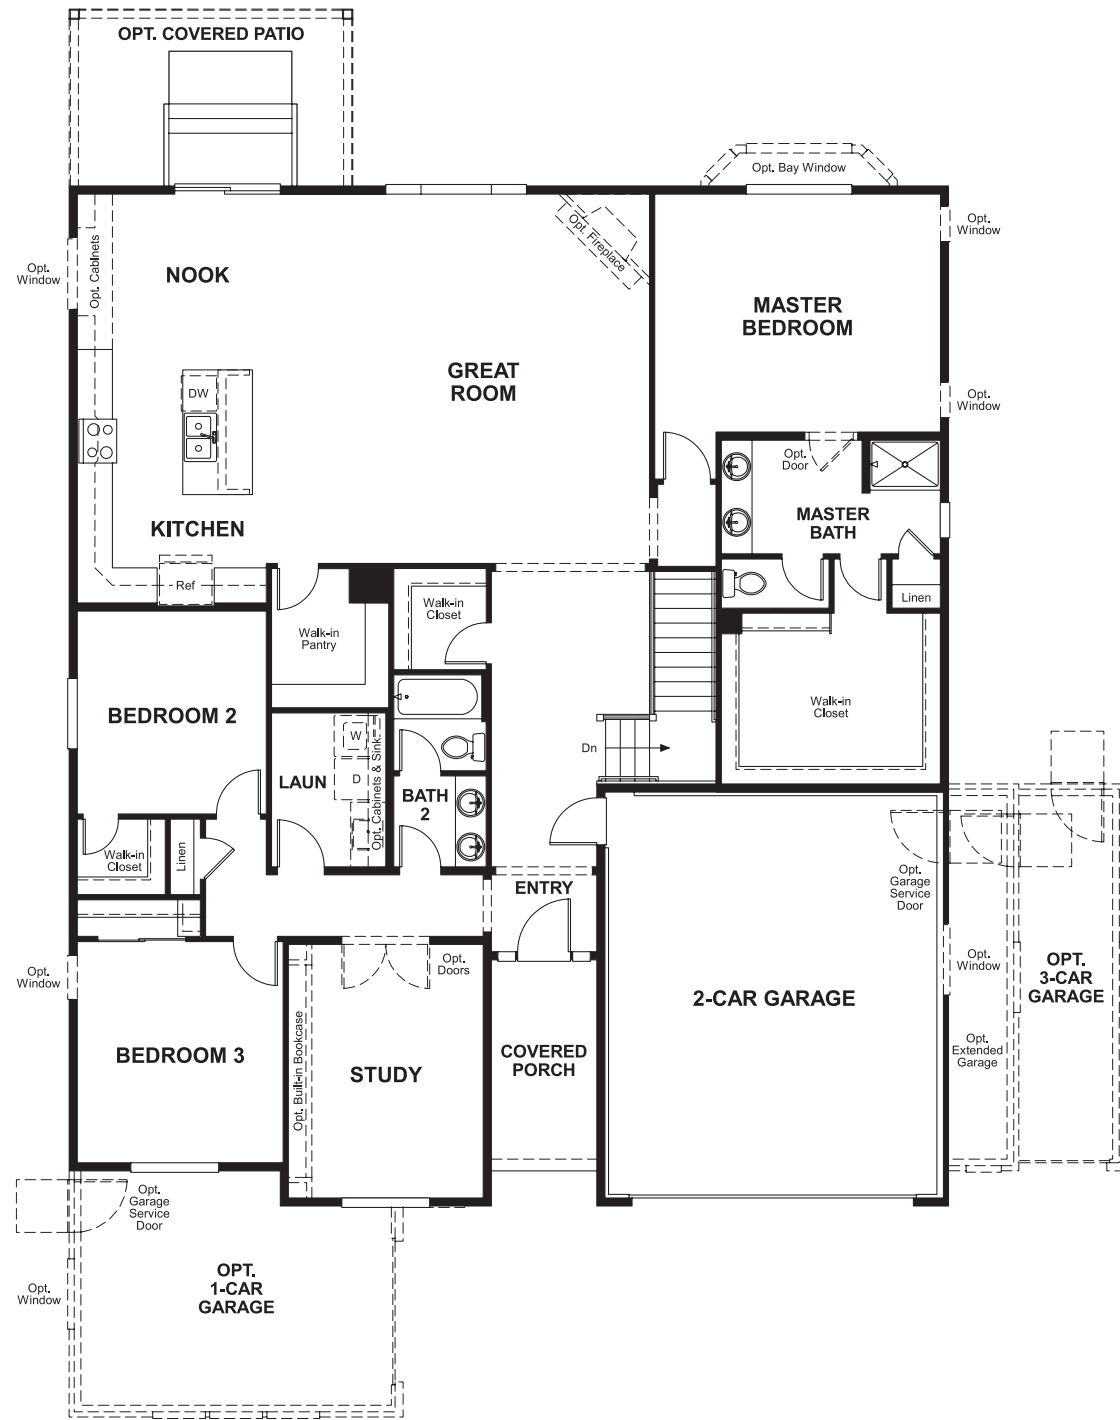 OPT. COVERED PATIO
Opt. Bay Window
Opt.
Window
Opt.
Window
Opt. Cabinets
NOOK
Opt. Fireplace
MASTER
BEDROOM
GREAT
ROOM
DW
Opt.
Window
Opt.
Door
KITCHEN
MASTER
BATH
Ref
Linen
Walk-in
Closet
Walk-in
Pantry
BEDROOM 2
Walk-in
Closet
W
Dn
LAUN
D
Opt. Cabinets & Sink
BATH
2
Walk-in
Closet
Linen
ENTRY
Opt.
Garage
Service
Door
Opt.
Window
Opt.
Doors
Opt.
Window
OPT.
3-CAR
GARAGE
2-CAR GARAGE
BEDROOM 3
Opt. Built-in Bookcase
STUDY
COVERED
PORCH
Opt.
Extended
Garage
Opt.
Garage
Service
Door
Opt.
Window
OPT.
1-CAR
GARAGE